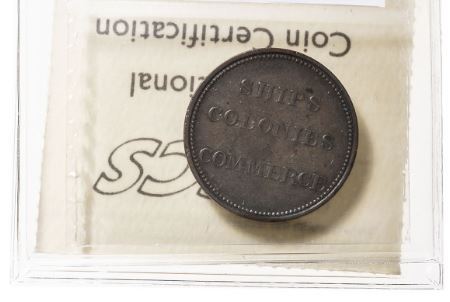 SHIPS
COLONIES
&
COMMERCE
CS
ional
Coin Certification